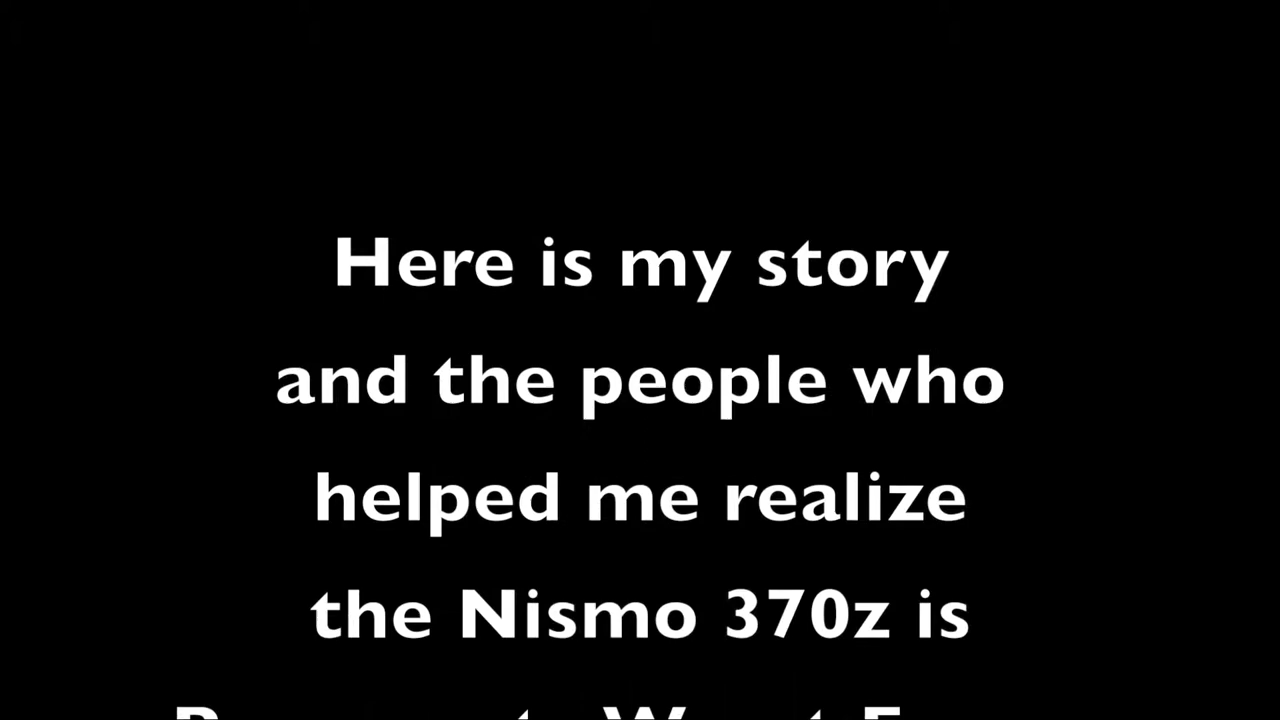 Here is my story
and the people who
helped me realize
the Nismo 370z is